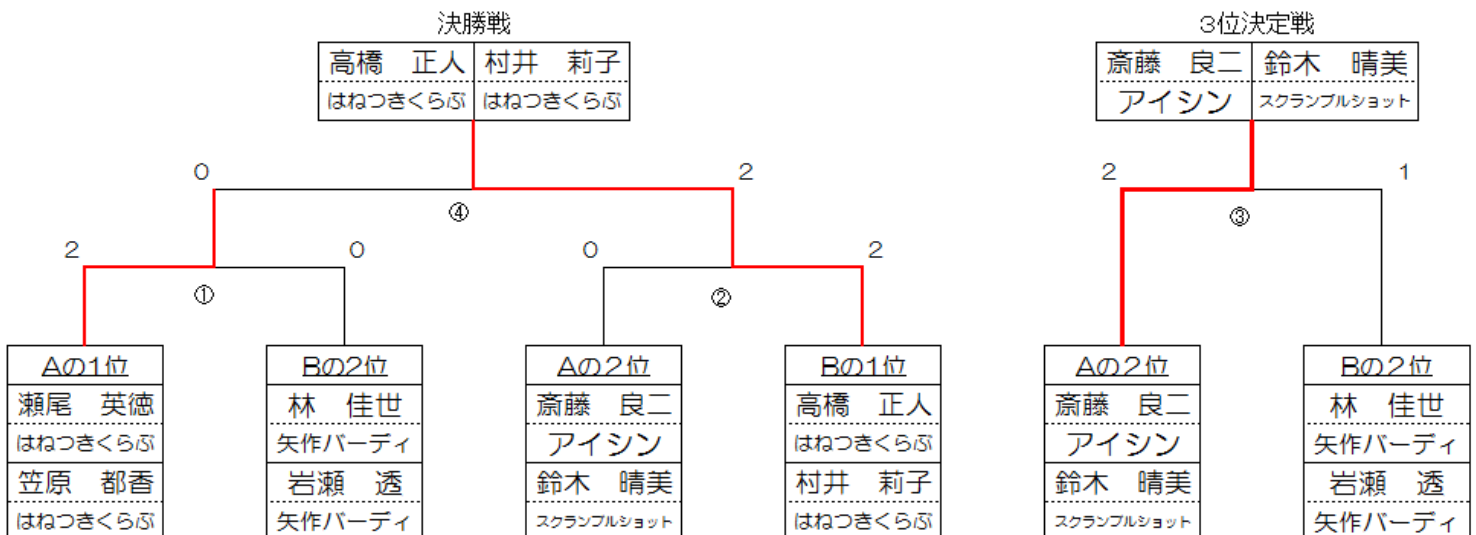 決勝戦
3位決定戦
高橋　正人 村井　莉子
はねつきくらぶ はねつきくらぶ
斎藤　良二 鈴木　晴美
アイシン スクランブルショット
0 2 2 1
④ ③
2 0 0 2
① ②
Aの1位 Bの2位 Aの2位 Bの1位 Aの2位 Bの2位
瀬尾　英徳 林　佳世 斎藤　良二 高橋　正人 斎藤　良二 林　佳世
はねつきくらぶ 矢作バーディ アイシン はねつきくらぶ アイシン 矢作バーディ
笠原　都香 岩瀬　透 鈴木　晴美 村井　莉子 鈴木　晴美 岩瀬　透
はねつきくらぶ 矢作バーディ スクランブルショット はねつきくらぶ スクランブルショット 矢作バーディ